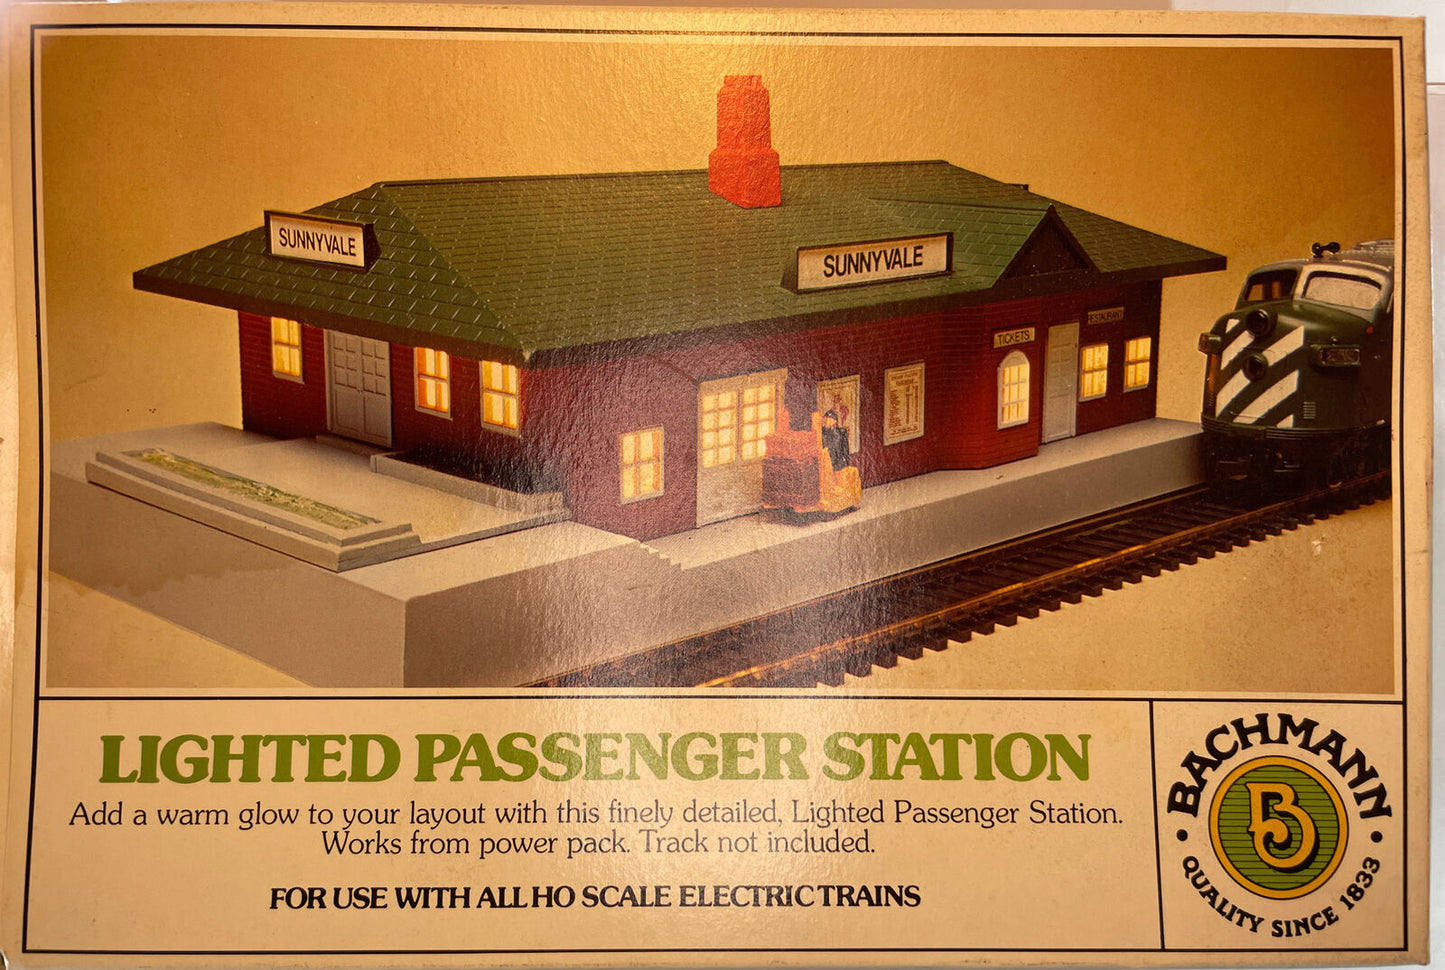 SUNNYVALE
SUNNYVALE
TICKETS
RESTAURANT
LIGHTED PASSENGER STATION
Add a warm glow to your layout with this finely detailed, Lighted Passenger Station.
Works from power pack. Track not included.
FOR USE WITH ALL HO SCALE ELECTRIC TRAINS
BACHMANN
B
• QUALITY SINCE 1833 •